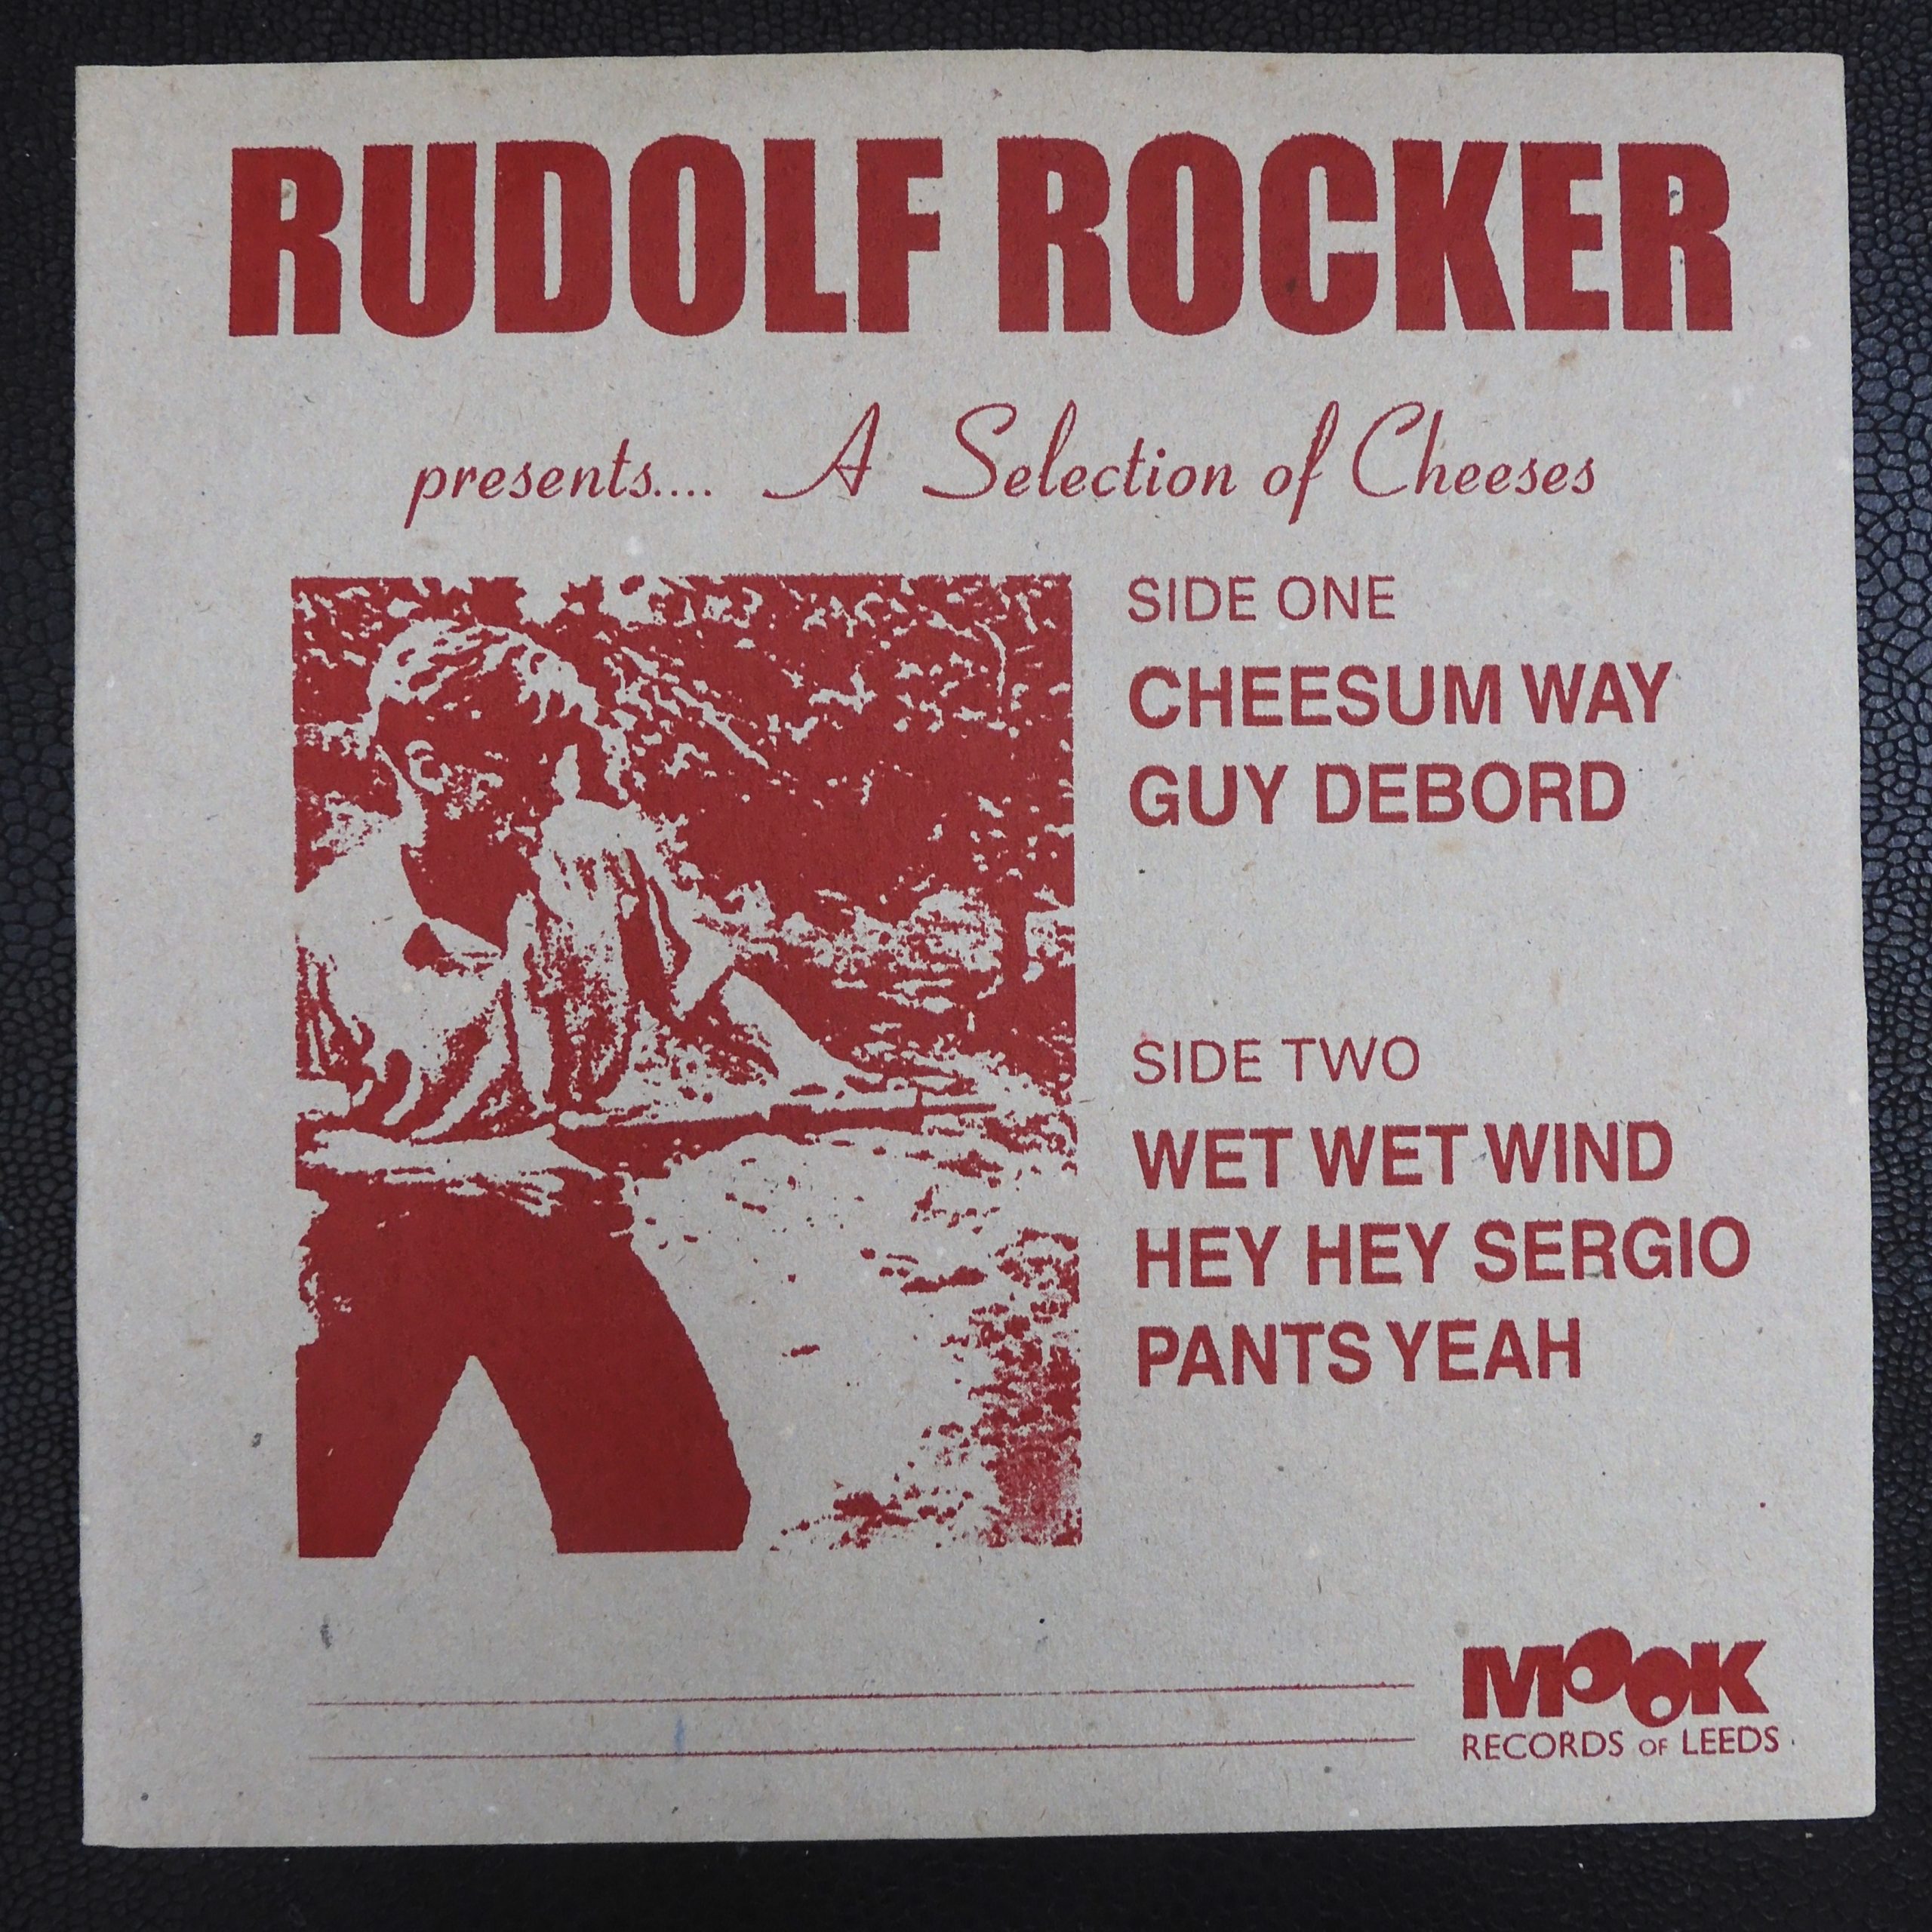 RUDOLF ROCKER
presents.... A Selection of Cheeses
SIDE ONE
CHEESUM WAY
GUY DEBORD
SIDE TWO
WET WET WIND
HEY HEY SERGIO
PANTS YEAH
MOOK
RECORDS OF LEEDS